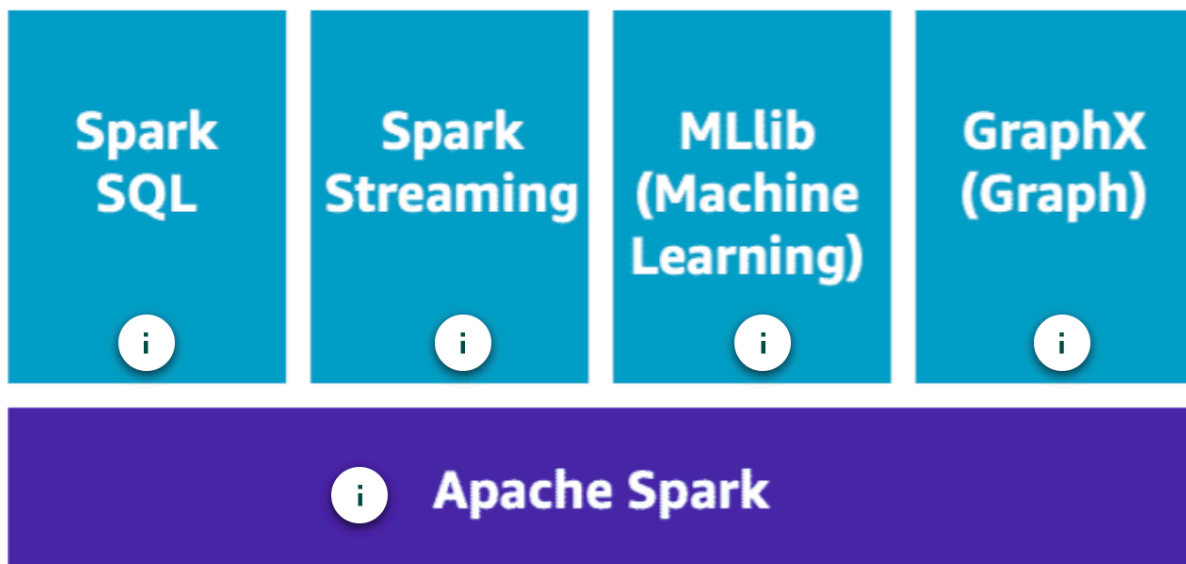 Spark
SQL
i
Spark
Streaming
i
MLlib
(Machine
Learning)
i
GraphX
(Graph)
i
i Apache Spark